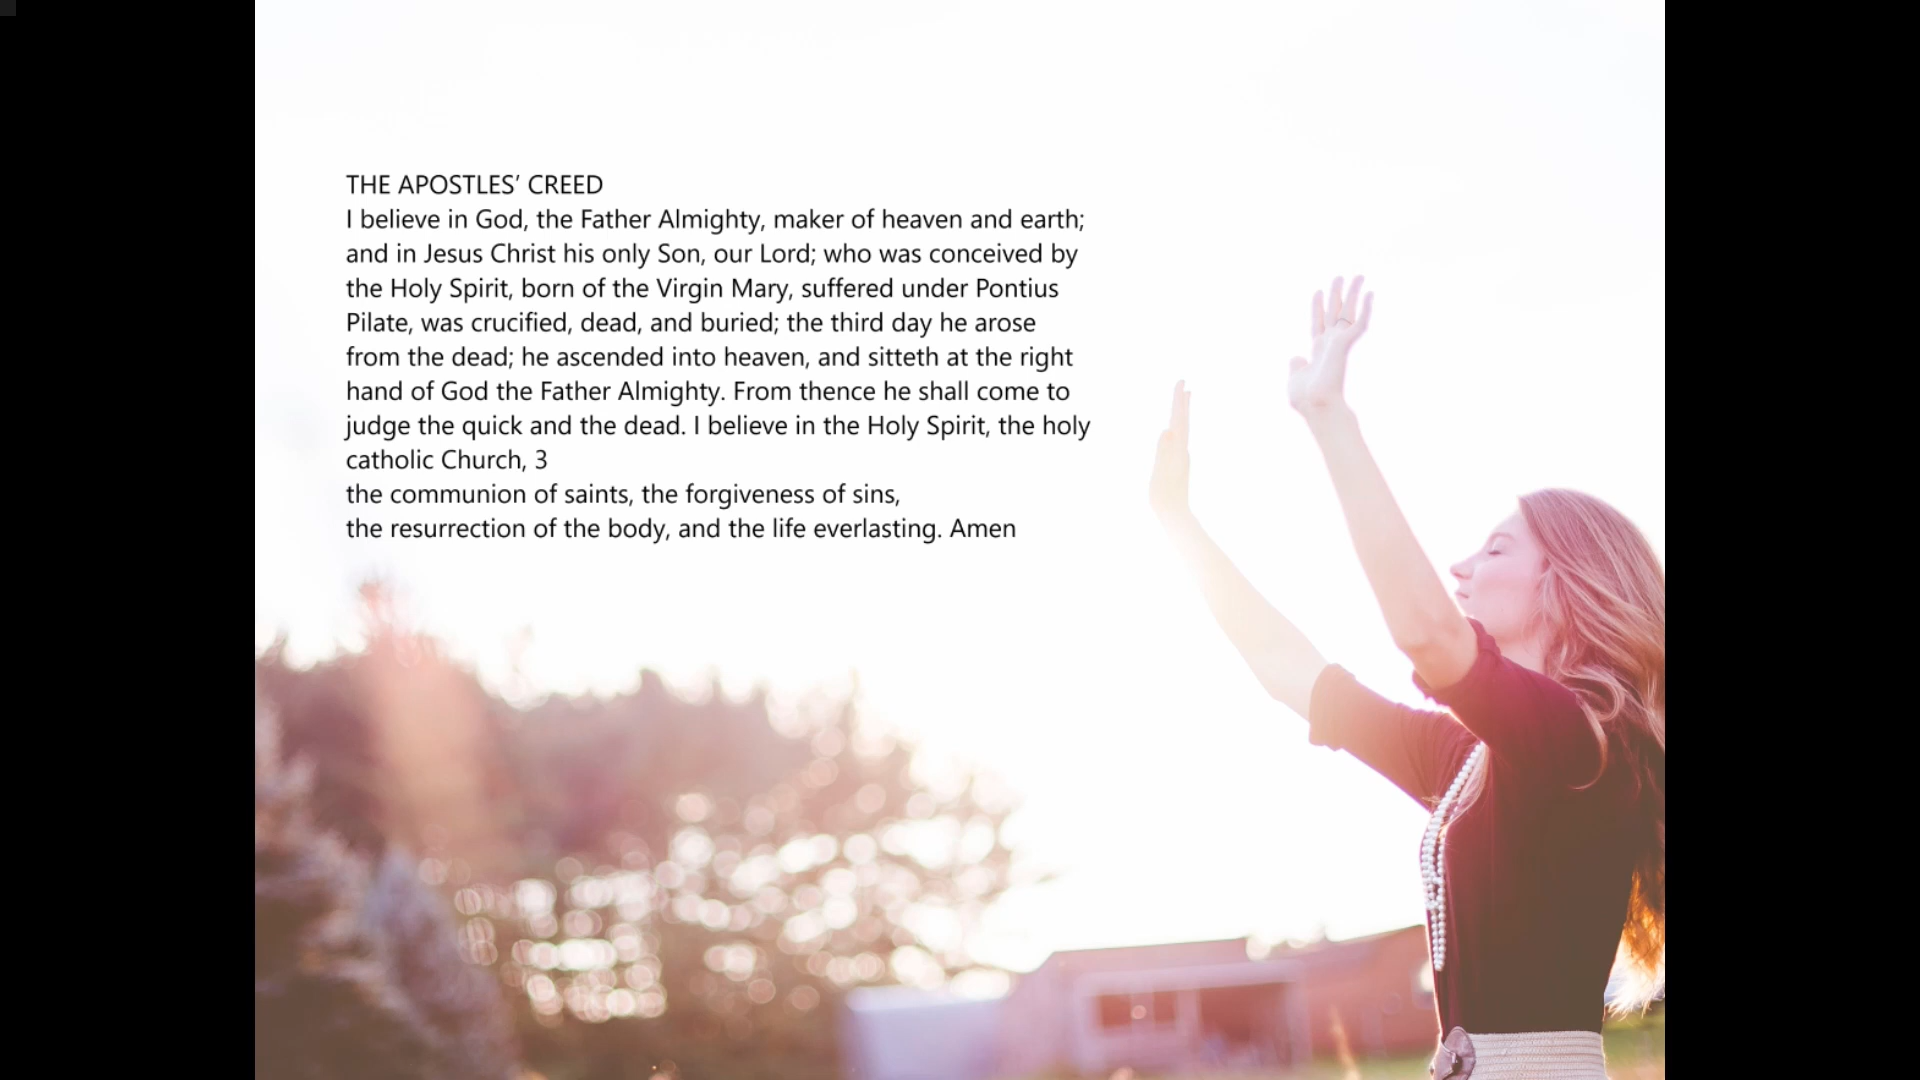 THE APOSTLES’ CREED
I believe in God, the Father Almighty, maker of heaven and earth;
and in Jesus Christ his only Son, our Lord; who was conceived by
the Holy Spirit, born of the Virgin Mary, suffered under Pontius
Pilate, was crucified, dead, and buried; the third day he arose
from the dead; he ascended into heaven, and sitteth at the right
hand of God the Father Almighty. From thence he shall come to
judge the quick and the dead. I believe in the Holy Spirit, the holy
catholic Church, 3
the communion of saints, the forgiveness of sins,
the resurrection of the body, and the life everlasting. Amen